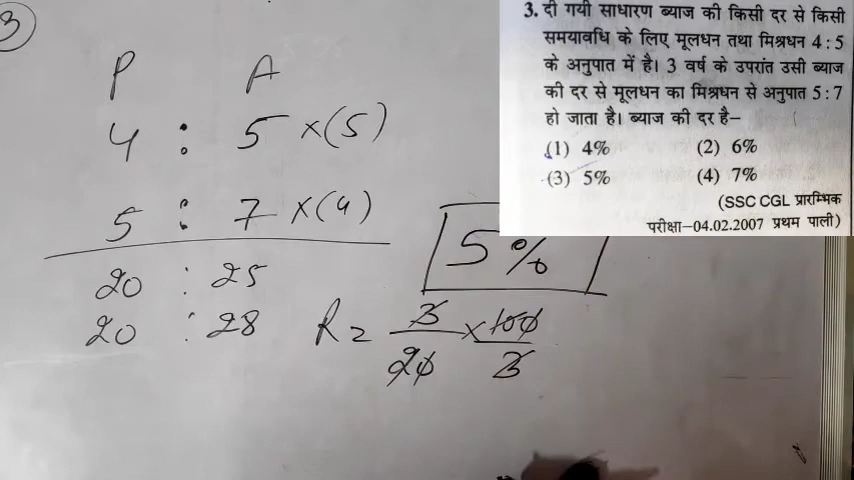 3
P A
4 : 5 ×(5)
5 : 7 ×(4)
20 : 25
20 : 28
R = 3/20 × 100/3
5%
3. दी गयी साधारण ब्याज की किसी दर से किसी
समयावधि के लिए मूलधन तथा मिश्रधन 4 : 5
के अनुपात में है। 3 वर्ष के उपरांत उसी ब्याज
की दर से मूलधन का मिश्रधन से अनुपात 5 : 7
हो जाता है। ब्याज की दर है–
(1) 4% (2) 6%
(3) 5% (4) 7%
(SSC CGL प्रारम्भिक
परीक्षा–04.02.2007 प्रथम पाली)